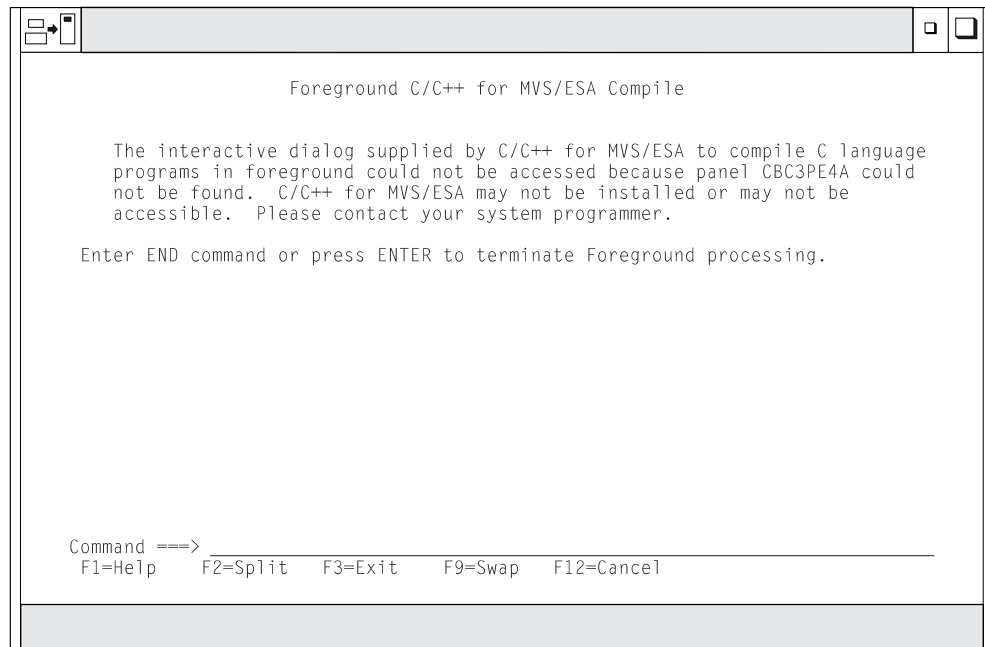 Foreground C/C++ for MVS/ESA Compile
The interactive dialog supplied by C/C++ for MVS/ESA to compile C language
programs in foreground could not be accessed because panel CBC3PE4A could
not be found.  C/C++ for MVS/ESA may not be installed or may not be
accessible.  Please contact your system programmer.
Enter END command or press ENTER to terminate Foreground processing.
Command ===>
F1=Help F2=Split F3=Exit F9=Swap F12=Cancel